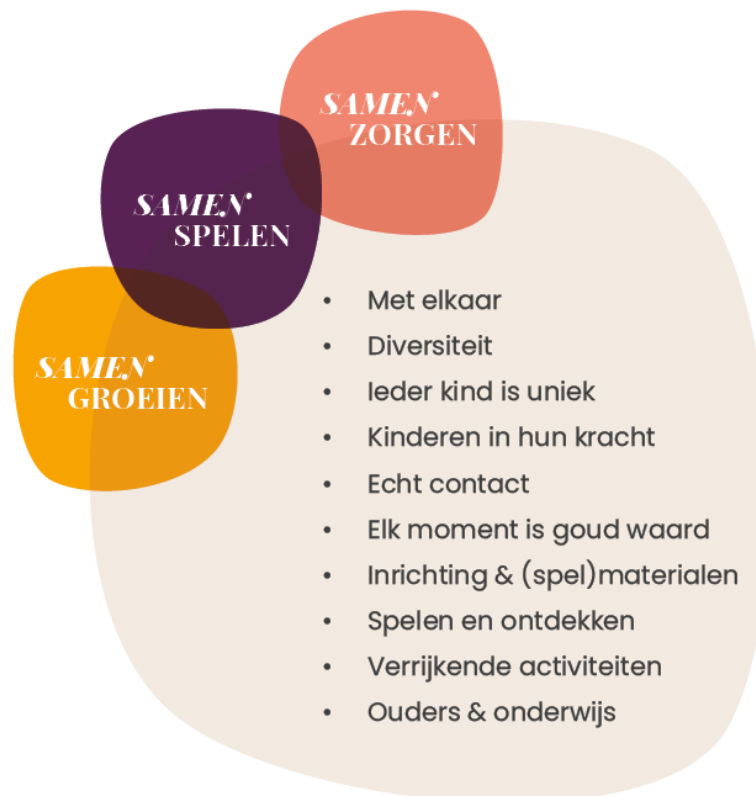 SAMEN
ZORGEN
SAMEN
SPELEN
SAMEN
GROEIEN
• Met elkaar
• Diversiteit
• Ieder kind is uniek
• Kinderen in hun kracht
• Echt contact
• Elk moment is goud waard
• Inrichting & (spel)materialen
• Spelen en ontdekken
• Verrijkende activiteiten
• Ouders & onderwijs